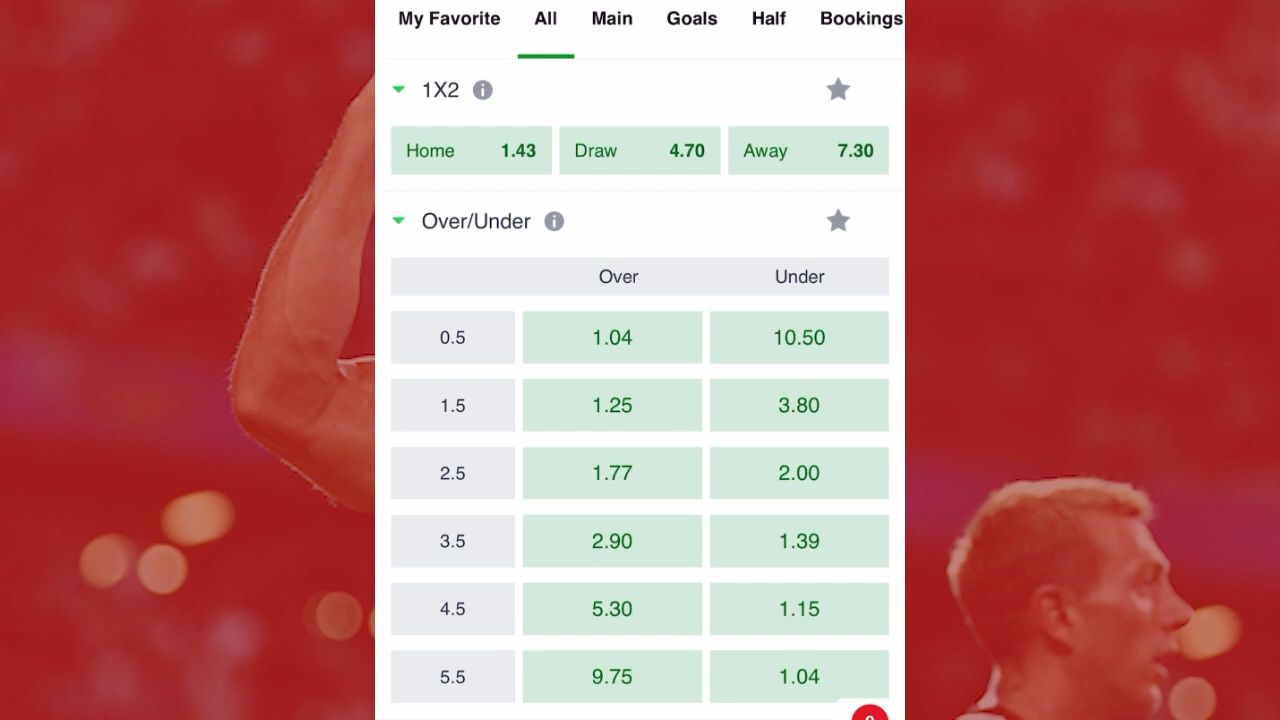 My Favorite All Main Goals Half Bookings
1X2
Home 1.43 Draw 4.70 Away 7.30
Over/Under
Over Under
0.5 1.04 10.50
1.5 1.25 3.80
2.5 1.77 2.00
3.5 2.90 1.39
4.5 5.30 1.15
5.5 9.75 1.04